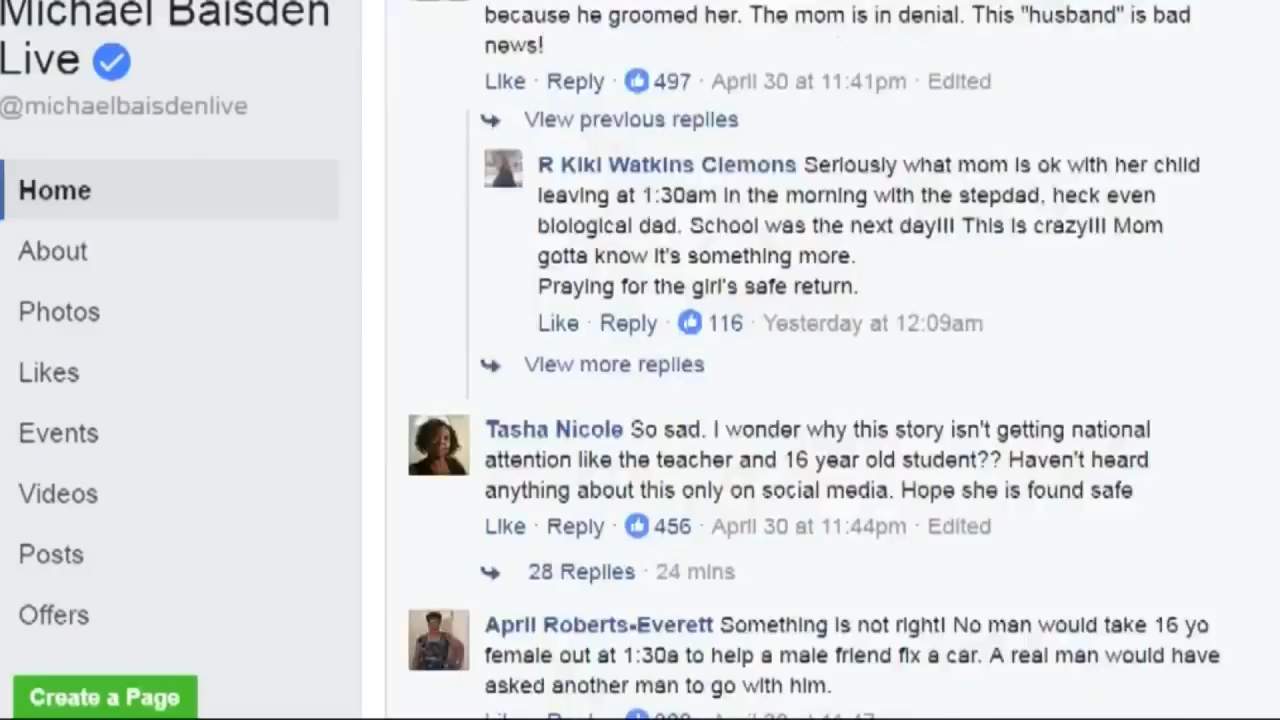 Michael Baisden
Live
@michaelbaisdenlive
Home
About
Photos
Likes
Events
Videos
Posts
Offers
Create a Page
because he groomed her. The mom is in denial. This "husband" is bad
news!
Like · Reply · 497 · April 30 at 11:41pm · Edited
View previous replies
R Kiki Watkins Clemons Seriously what mom is ok with her child
leaving at 1:30am in the morning with the stepdad, heck even
biological dad. School was the next day!!! This is crazy!!! Mom
gotta know it's something more.
Praying for the girl's safe return.
Like · Reply · 116 · Yesterday at 12:09am
View more replies
Tasha Nicole So sad. I wonder why this story isn't getting national
attention like the teacher and 16 year old student?? Haven't heard
anything about this only on social media. Hope she is found safe
Like · Reply · 456 · April 30 at 11:44pm · Edited
28 Replies · 24 mins
April Roberts-Everett Something is not right! No man would take 16 yo
female out at 1:30a to help a male friend fix a car. A real man would have
asked another man to go with him.